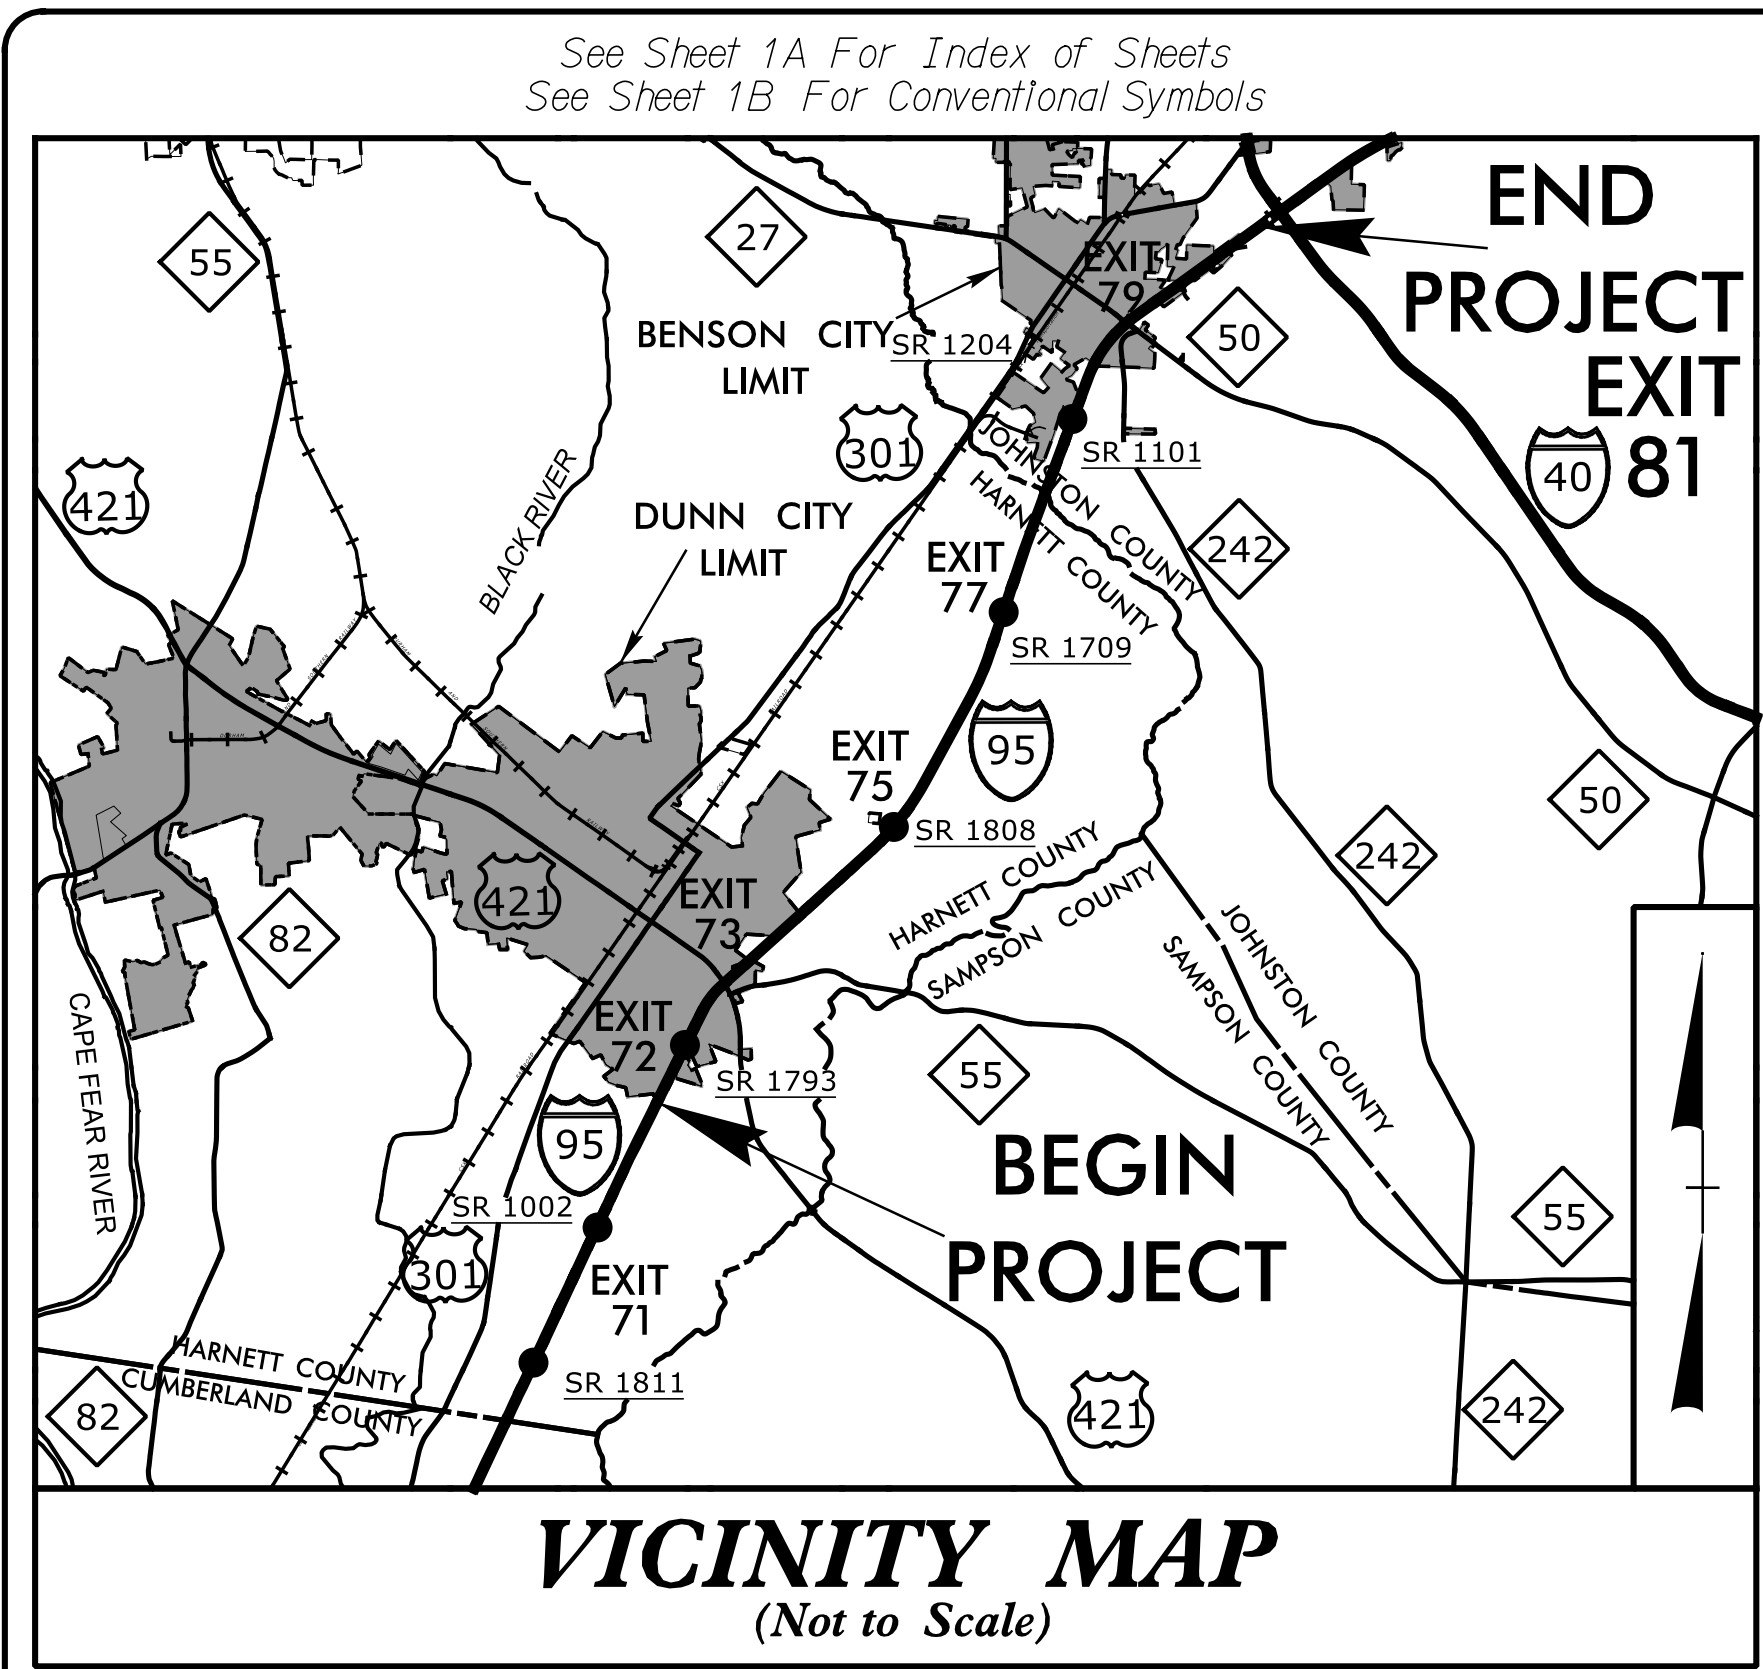 See Sheet 1A For Index of Sheets
See Sheet 1B For Conventional Symbols
END
PROJECT
EXIT
81
40
27
55
EXIT
79
50
BENSON CITY
LIMIT
SR 1204
301
SR 1101
421
BLACK RIVER
DUNN CITY
LIMIT
JOHNSTON COUNTY
HARNETT COUNTY
242
EXIT
77
SR 1709
95
EXIT
75
SR 1808
50
242
HARNETT COUNTY
SAMPSON COUNTY
JOHNSTON COUNTY
SAMPSON COUNTY
421
EXIT
73
82
CAPE FEAR RIVER
EXIT
72
SR 1793
55
95
BEGIN
PROJECT
SR 1002
55
301
EXIT
71
HARNETT COUNTY
CUMBERLAND COUNTY
SR 1811
82
421
242
VICINITY MAP
(Not to Scale)